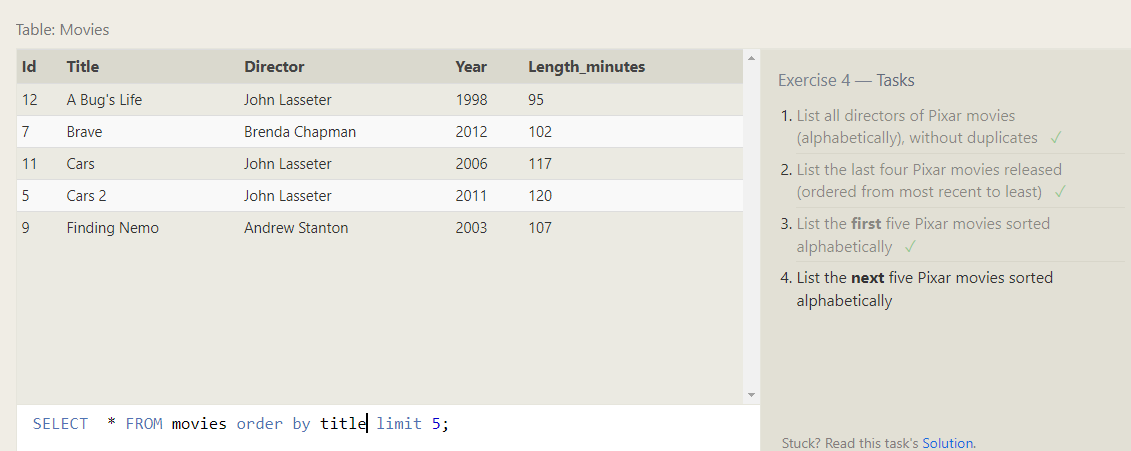 Table: Movies
Id Title Director Year Length_minutes
12 A Bug's Life John Lasseter 1998 95
7 Brave Brenda Chapman 2012 102
11 Cars John Lasseter 2006 117
5 Cars 2 John Lasseter 2011 120
9 Finding Nemo Andrew Stanton 2003 107
SELECT  * FROM movies order by title limit 5;
Exercise 4 — Tasks
1. List all directors of Pixar movies
(alphabetically), without duplicates ✓
2. List the last four Pixar movies released
(ordered from most recent to least) ✓
3. List the first five Pixar movies sorted
alphabetically ✓
4. List the next five Pixar movies sorted
alphabetically
Stuck? Read this task's Solution.